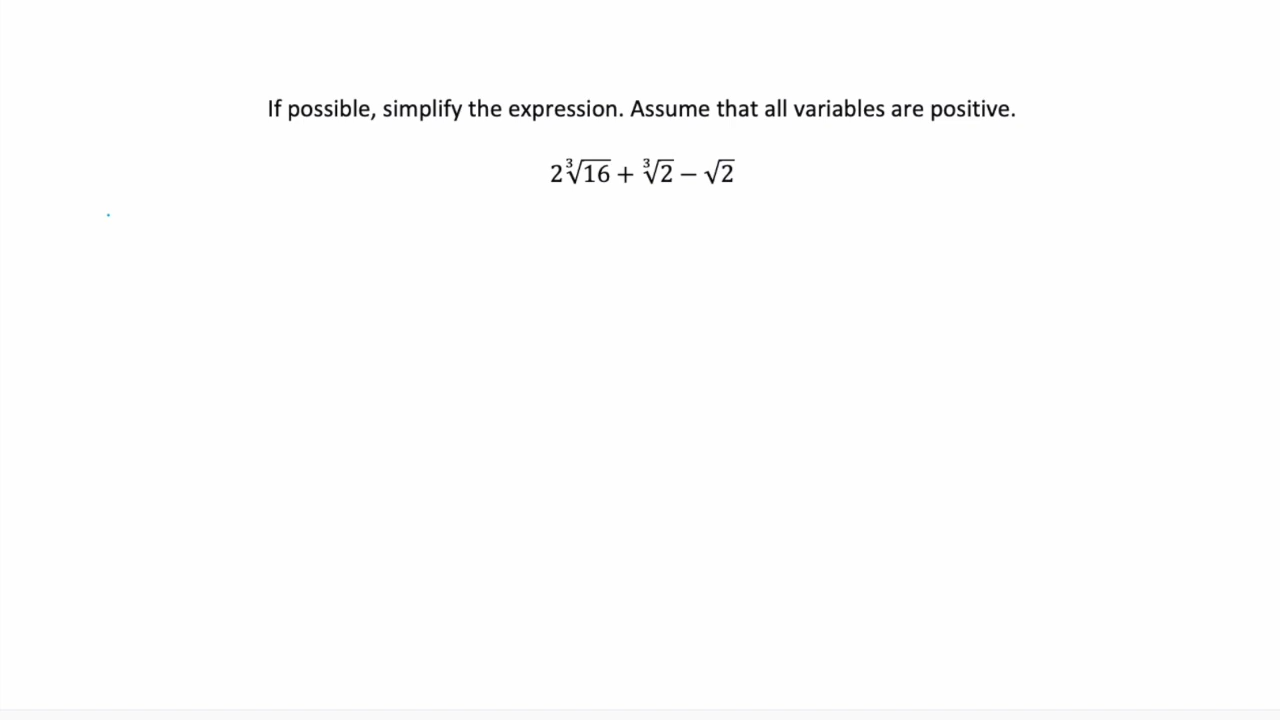 If possible, simplify the expression. Assume that all variables are positive.
2∛16 + ∛2 − √2